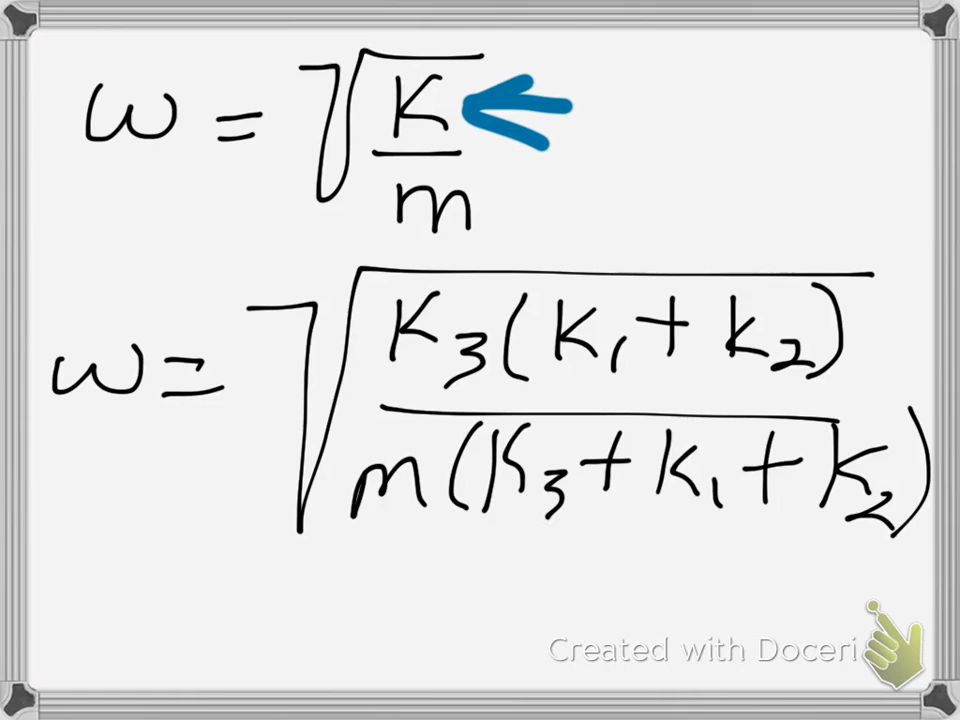 ω = √K/m
ω = √K₃(K₁+K₂)/m(K₃+K₁+K₂)
Created with Doceri